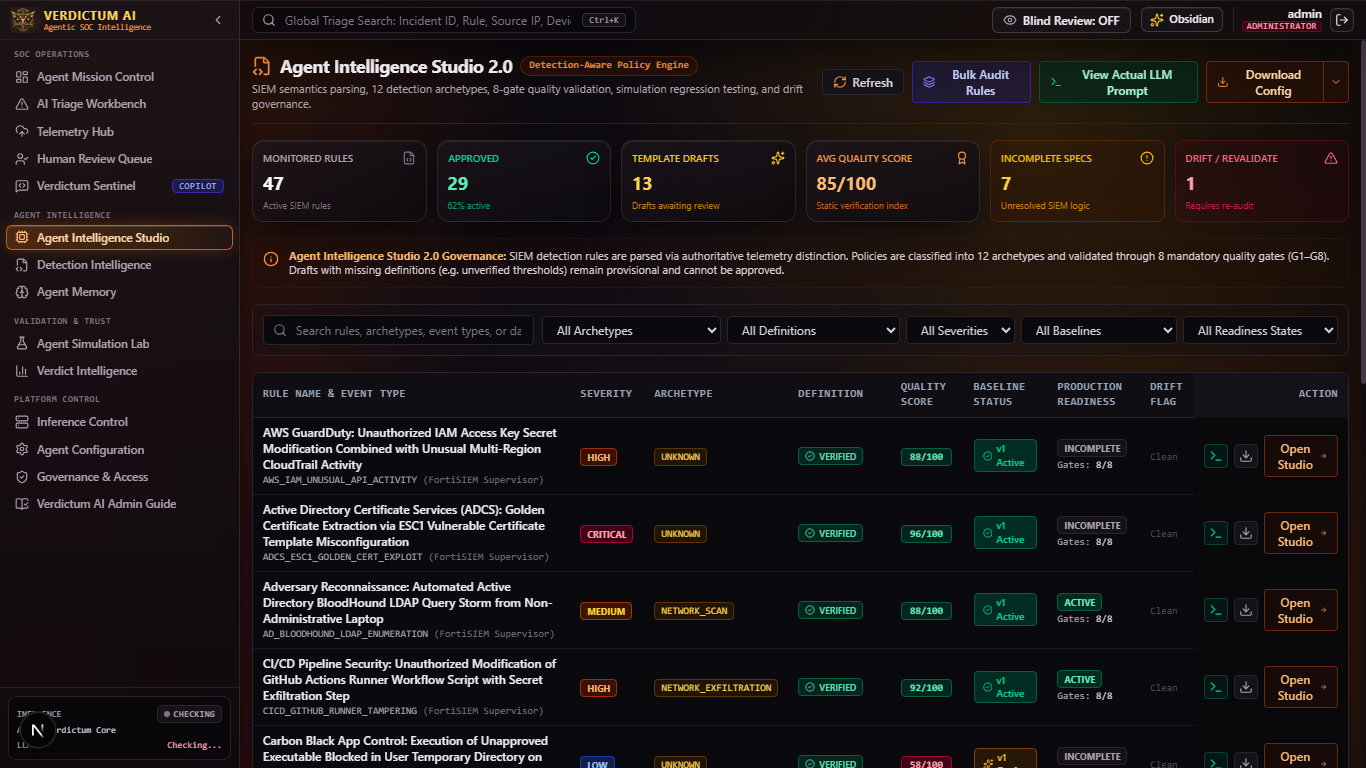 VERDICTUM AI
Agentic SOC Intelligence
SOC OPERATIONS
Agent Mission Control
AI Triage Workbench
Telemetry Hub
Human Review Queue
Verdictum Sentinel
COPILOT
AGENT INTELLIGENCE
Agent Intelligence Studio
Detection Intelligence
Agent Memory
VALIDATION & TRUST
Agent Simulation Lab
Verdict Intelligence
PLATFORM CONTROL
Inference Control
Agent Configuration
Governance & Access
Verdictum AI Admin Guide
CHECKING
N
rdictum Core
Checking...
Global Triage Search: Incident ID, Rule, Source IP, Devi
Ctrl+K
Blind Review: OFF
Obsidian
admin
ADMINISTRATOR
Agent Intelligence Studio 2.0
Detection-Aware Policy Engine
SIEM semantics parsing, 12 detection archetypes, 8-gate quality validation, simulation regression testing, and drift
governance.
Refresh
Bulk Audit
Rules
View Actual LLM
Prompt
Download
Config
MONITORED RULES
47
Active SIEM rules
APPROVED
29
62% active
TEMPLATE DRAFTS
13
Drafts awaiting review
AVG QUALITY SCORE
85/100
Static verification index
INCOMPLETE SPECS
7
Unresolved SIEM logic
DRIFT / REVALIDATE
1
Requires re-audit
Agent Intelligence Studio 2.0 Governance: SIEM detection rules are parsed via authoritative telemetry distinction. Policies are classified into 12 archetypes and validated through 8 mandatory quality gates (G1–G8).
Drafts with missing definitions (e.g. unverified thresholds) remain provisional and cannot be approved.
Search rules, archetypes, event types, or da
All Archetypes
All Definitions
All Severities
All Baselines
All Readiness States
RULE NAME & EVENT TYPE
SEVERITY
ARCHETYPE
DEFINITION
QUALITY
SCORE
BASELINE
STATUS
PRODUCTION
READINESS
DRIFT
FLAG
ACTION
AWS GuardDuty: Unauthorized IAM Access Key Secret
Modification Combined with Unusual Multi-Region
CloudTrail Activity
AWS_IAM_UNUSUAL_API_ACTIVITY (FortiSIEM Supervisor)
HIGH
UNKNOWN
VERIFIED
88/100
v1
Active
INCOMPLETE
Gates: 8/8
Clean
Open
Studio
Active Directory Certificate Services (ADCS): Golden
Certificate Extraction via ESC1 Vulnerable Certificate
Template Misconfiguration
ADCS_ESC1_GOLDEN_CERT_EXPLOIT (FortiSIEM Supervisor)
CRITICAL
UNKNOWN
VERIFIED
96/100
v1
Active
INCOMPLETE
Gates: 8/8
Clean
Open
Studio
Adversary Reconnaissance: Automated Active
Directory BloodHound LDAP Query Storm from Non-
Administrative Laptop
AD_BLOODHOUND_LDAP_ENUMERATION (FortiSIEM Supervisor)
MEDIUM
NETWORK_SCAN
VERIFIED
88/100
v1
Active
ACTIVE
Gates: 8/8
Clean
Open
Studio
CI/CD Pipeline Security: Unauthorized Modification of
GitHub Actions Runner Workflow Script with Secret
Exfiltration Step
CICD_GITHUB_RUNNER_TAMPERING (FortiSIEM Supervisor)
HIGH
NETWORK_EXFILTRATION
VERIFIED
92/100
v1
Active
ACTIVE
Gates: 8/8
Clean
Open
Studio
Carbon Black App Control: Execution of Unapproved
Executable Blocked in User Temporary Directory on
LOW
UNKNOWN
VERIFIED
58/100
v1
INCOMPLETE
Gates: 8/8
Clean
Open
Studio